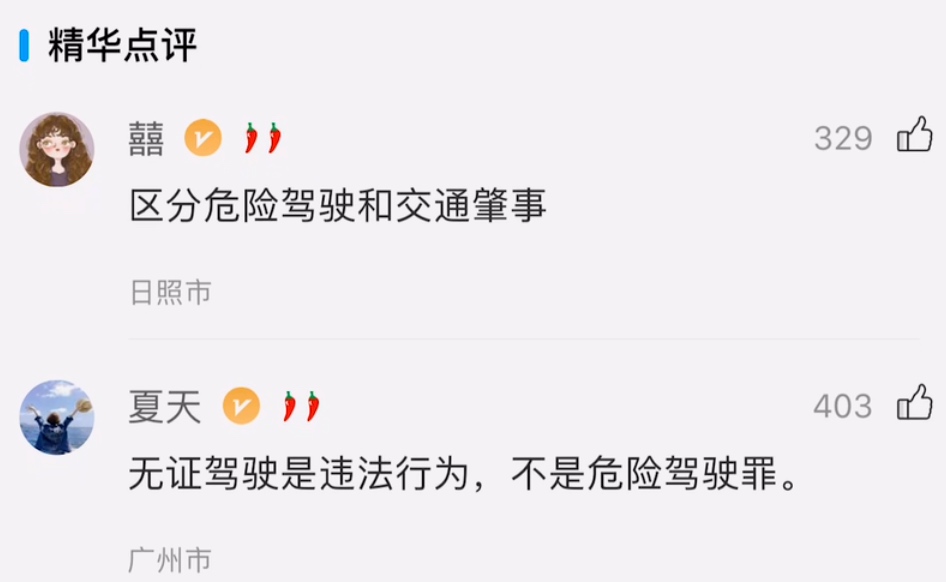 精华点评
囍
329
区分危险驾驶和交通肇事
日照市
夏天
403
无证驾驶是违法行为，不是危险驾驶罪。
广州市